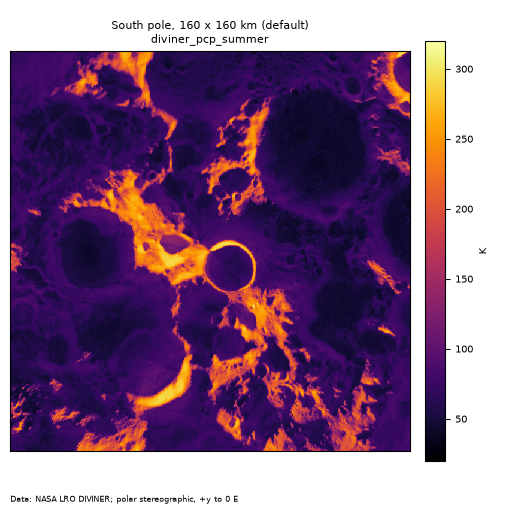 South pole, 160 x 160 km (default)
diviner_pcp_summer
300
250
200
150
100
50
K
Data: NASA LRO DIVINER; polar stereographic, +y to 0 E